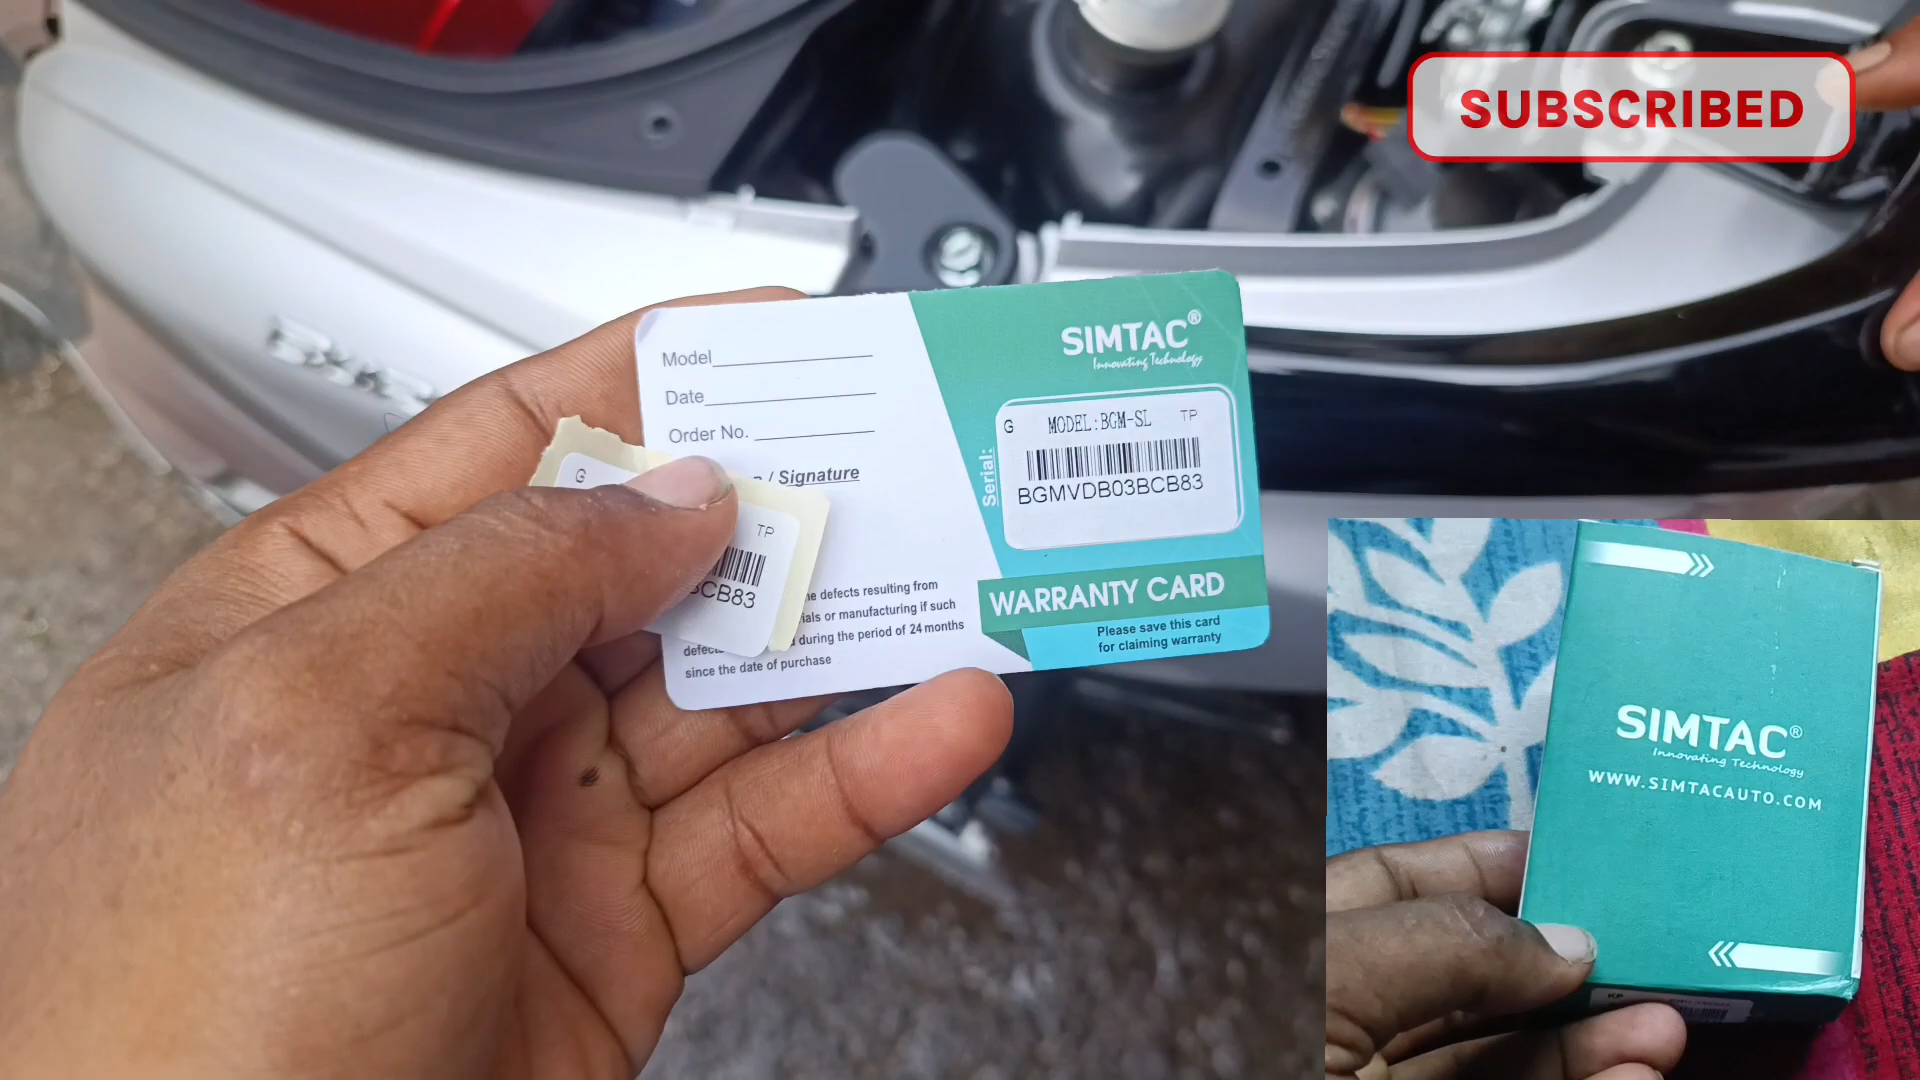 SUBSCRIBED
Model
Date
Order No.
/ Signature
defects resulting from
or manufacturing if such
during the period of 24 months
since the date of purchase
SIMTAC®
Innovating Technology
Serial:
G MODEL:BGM-SL TP
BGMVDB03BCB83
WARRANTY CARD
Please save this card
for claiming warranty
G
TP
BCB83
SIMTAC®
Innovating Technology
WWW.SIMTACAUTO.COM